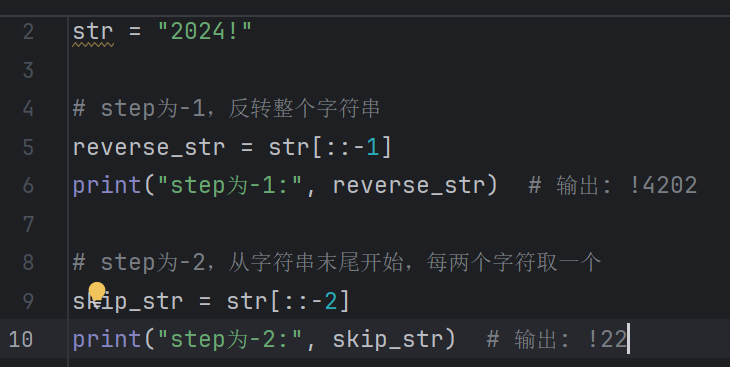 2 str = "2024!"
3
4 # step为-1，反转整个字符串
5 reverse_str = str[::-1]
6 print("step为-1:", reverse_str)  # 输出: !4202
7
8 # step为-2，从字符串末尾开始，每两个字符取一个
9 skip_str = str[::-2]
10 print("step为-2:", skip_str)  # 输出: !22